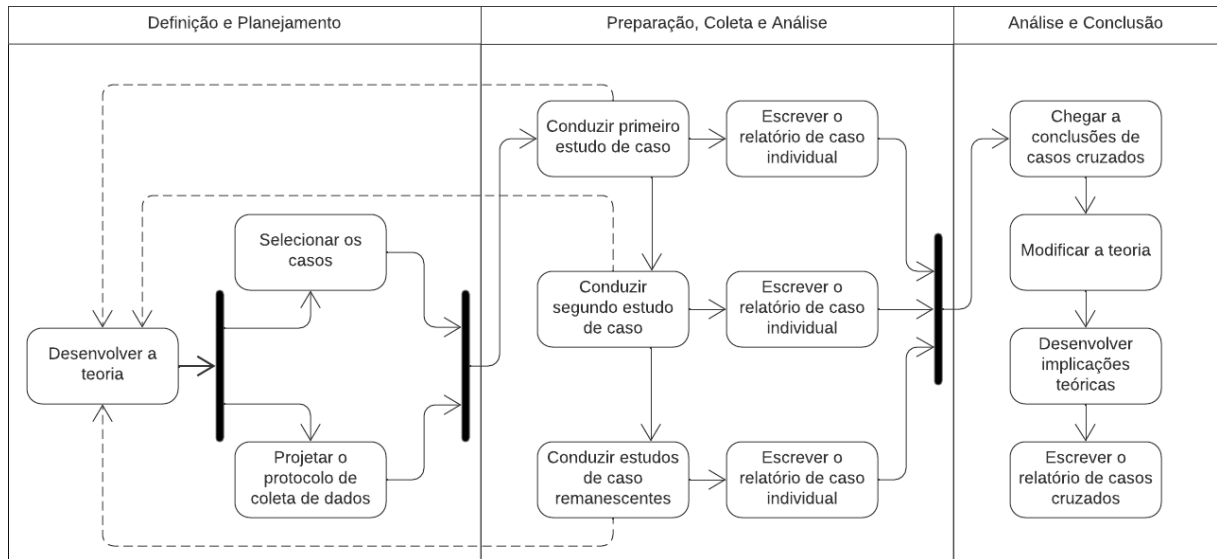 Definição e Planejamento
Preparação, Coleta e Análise
Análise e Conclusão
Desenvolver a
teoria
Selecionar os
casos
Projetar o
protocolo de
coleta de dados
Conduzir primeiro
estudo de caso
Escrever o
relatório de caso
individual
Conduzir
segundo estudo
de caso
Escrever o
relatório de caso
individual
Conduzir estudos
de caso
remanescentes
Escrever o
relatório de caso
individual
Chegar a
conclusões de
casos cruzados
Modificar a teoria
Desenvolver
implicações
teóricas
Escrever o
relatório de casos
cruzados